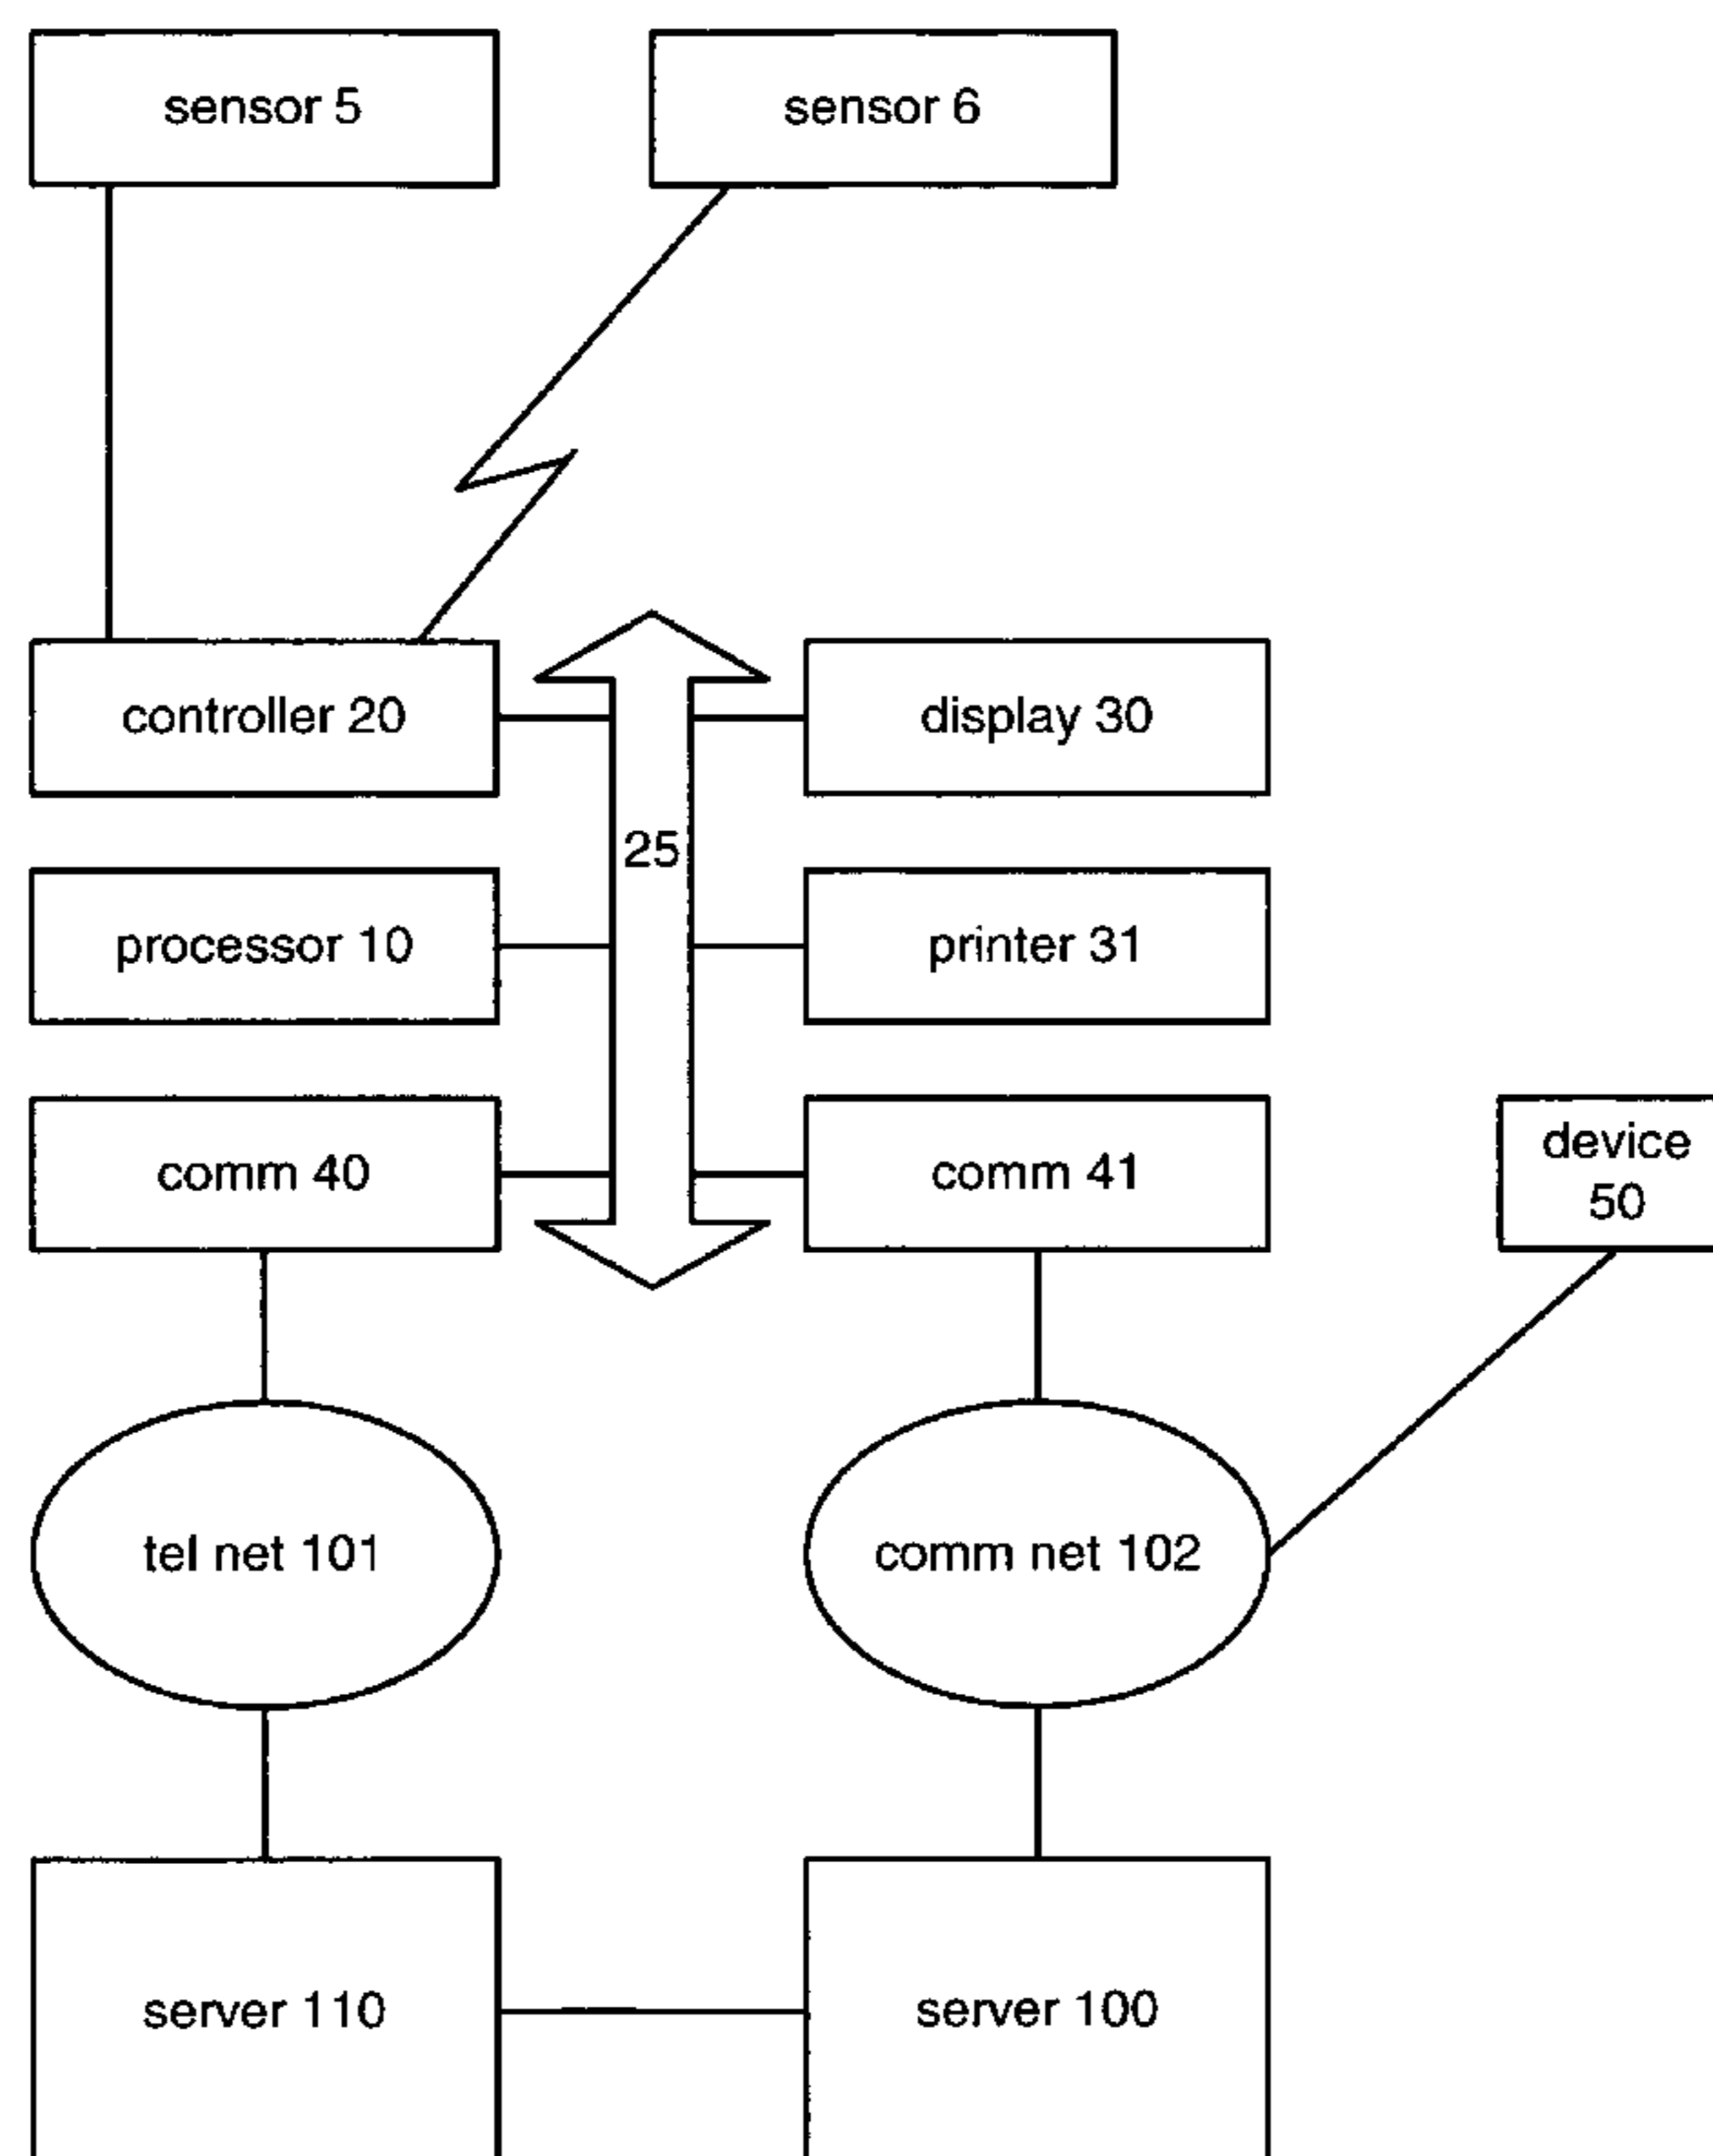 sensor 5
sensor 6
controller 20
display 30
25
processor 10
printer 31
comm 40
comm 41
device
50
tel net 101
comm net 102
server 110
server 100